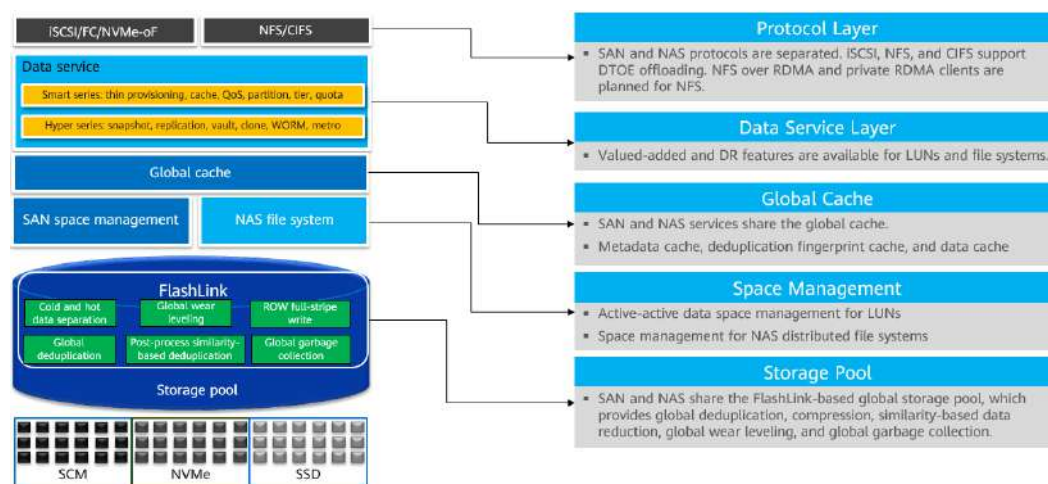 iSCSI/FC/NVMe-oF
NFS/CIFS
Data service
Smart series: thin provisioning, cache, QoS, partition, tier, quota
Hyper series: snapshot, replication, vault, clone, WORM, metro
Global cache
SAN space management
NAS file system
FlashLink
Cold and hot
data separation
Global wear
leveling
ROW full-stripe
write
Global
deduplication
Post-process similarity-
based deduplication
Global garbage
collection
Storage pool
SCM
NVMe
SSD
Protocol Layer
▪ SAN and NAS protocols are separated. iSCSI, NFS, and CIFS support
DTOE offloading. NFS over RDMA and private RDMA clients are
planned for NFS.
Data Service Layer
▪ Valued-added and DR features are available for LUNs and file systems.
Global Cache
▪ SAN and NAS services share the global cache.
▪ Metadata cache, deduplication fingerprint cache, and data cache
Space Management
▪ Active-active data space management for LUNs
▪ Space management for NAS distributed file systems
Storage Pool
▪ SAN and NAS share the FlashLink-based global storage pool, which
provides global deduplication, compression, similarity-based data
reduction, global wear leveling, and global garbage collection.